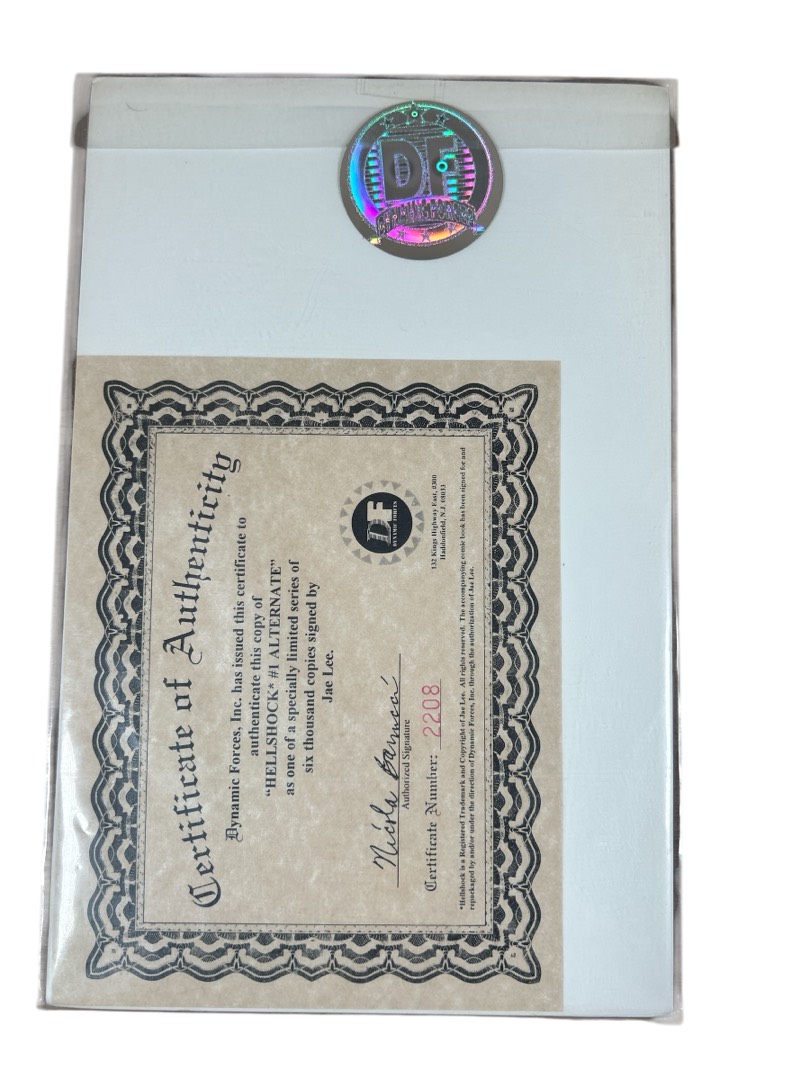 DF
DYNAMIC FORCES
Certificate of Authenticity
Dynamic Forces, Inc. has issued this certificate to
authenticate this copy of
"HELLSHOCK* #1 ALTERNATE"
as one of a specially limited series of
six thousand copies signed by
Jae Lee.
Authorized Signature
Certificate Number: 2208
DF
DYNAMIC FORCES
132 Kings Highway East, #300
Haddonfield, N.J. 08033
*Hellshock is a Registered Trademark and Copyright of Jae Lee. All rights reserved. The accompanying comic book has been signed for and
repackaged by and/or under the direction of Dynamic Forces, Inc. through the authorization of Jae Lee.